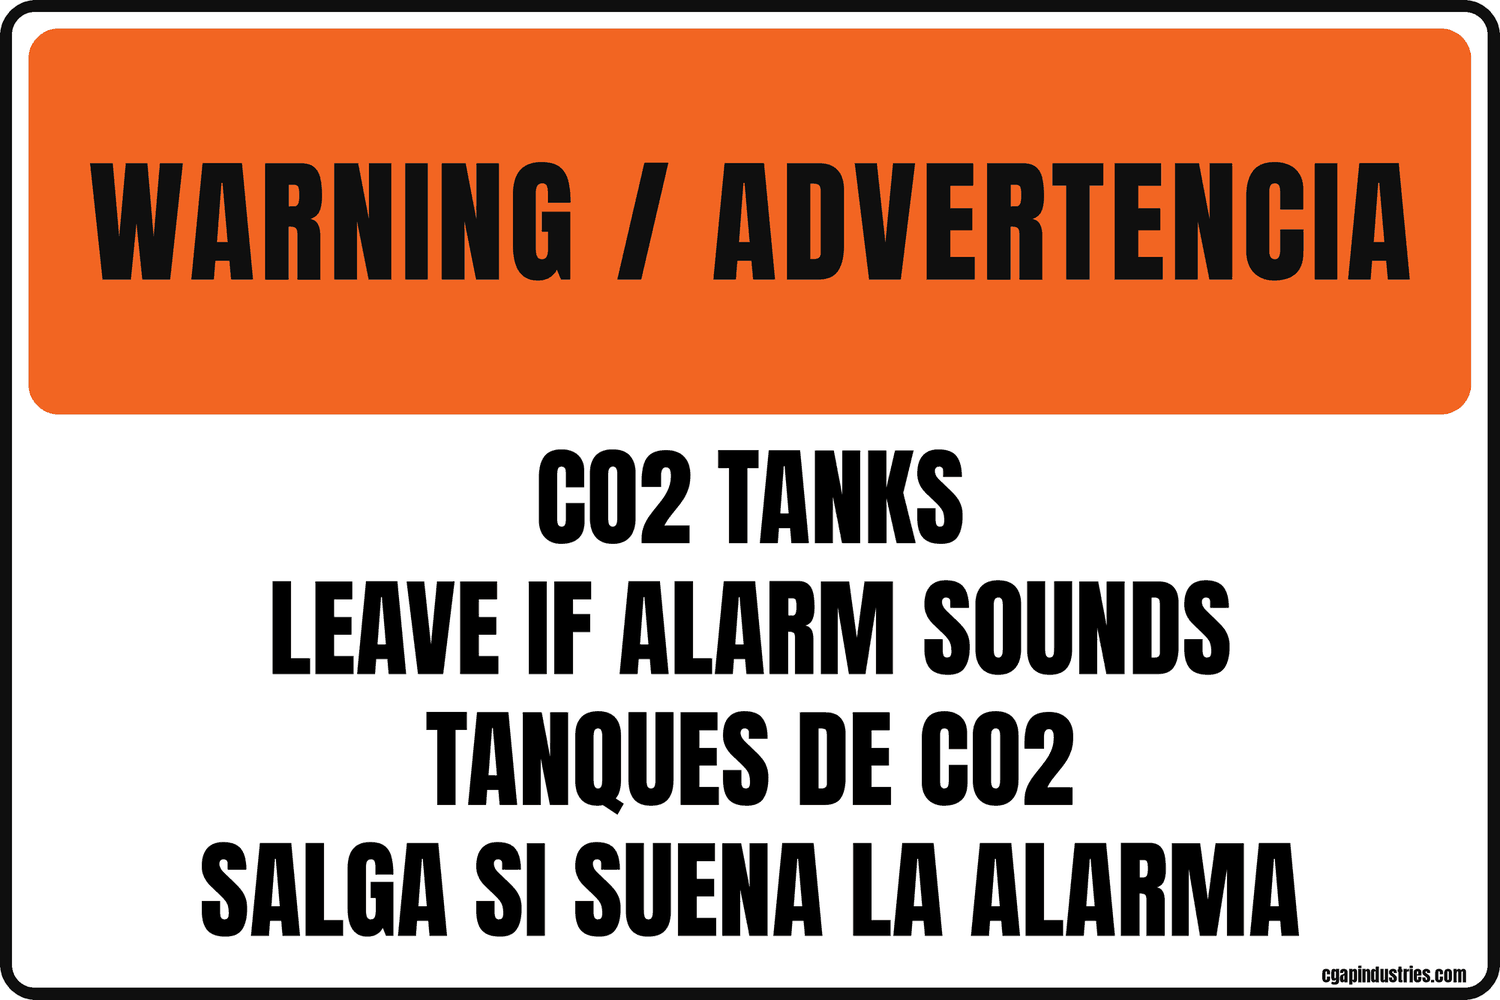 WARNING / ADVERTENCIA
CO2 TANKS
LEAVE IF ALARM SOUNDS
TANQUES DE CO2
SALGA SI SUENA LA ALARMA
cgapindustries.com